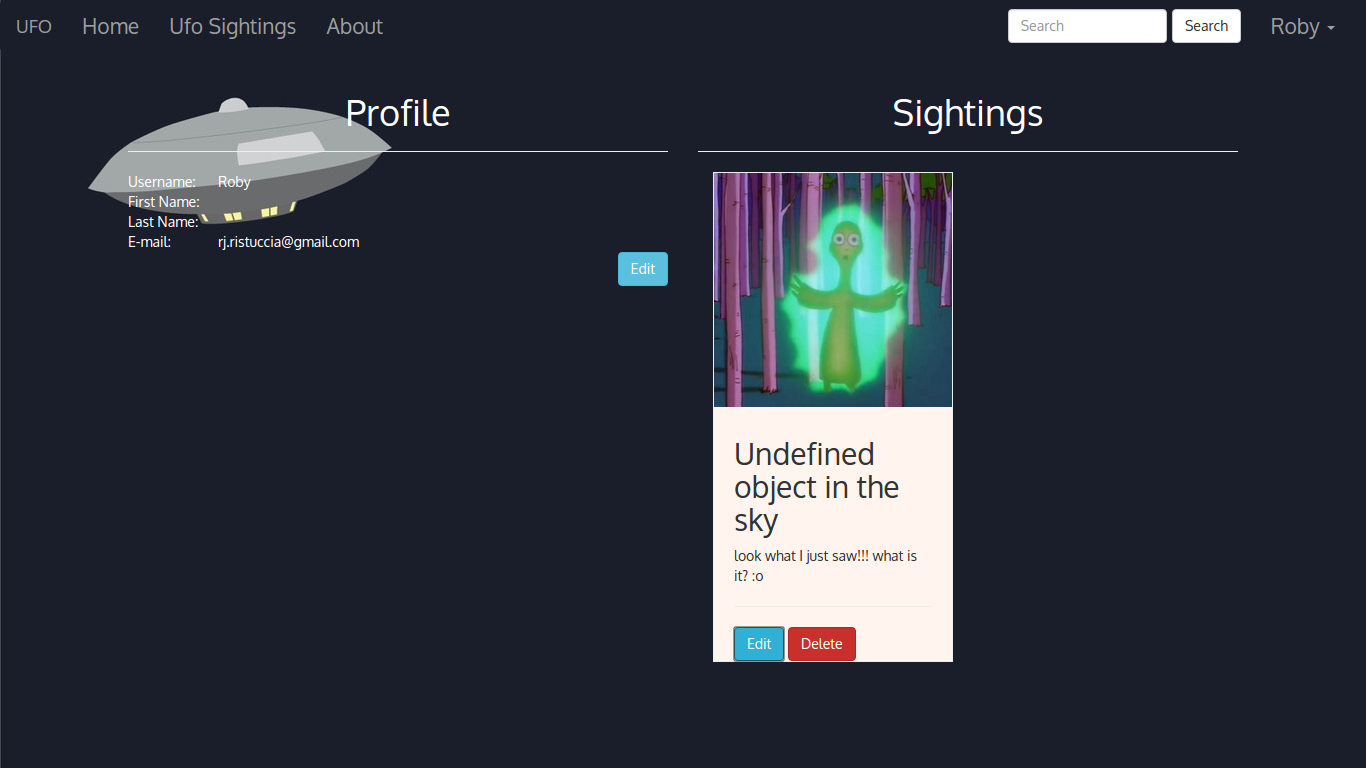 UFO Home Ufo Sightings About Search Search Roby
Profile
Username: Roby
First Name:
Last Name:
E-mail: rj.ristuccia@gmail.com
Edit
Sightings
Undefined
object in the
sky
look what I just saw!!! what is
it? :o
Edit Delete